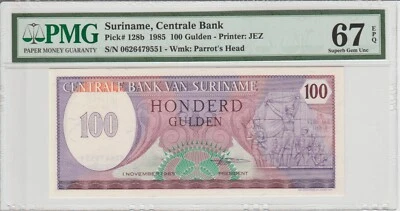 PMG
PAPER MONEY GUARANTY
Suriname, Centrale Bank
Pick# 128b 1985 100 Gulden - Printer: JEZ
S/N 0626479551 - Wmk: Parrot's Head
67 EPQ
Superb Gem Unc
CENTRALE BANK VAN SURINAME
100
HONDERD
GULDEN
100
1 NOVEMBER 1985
PRESIDENT